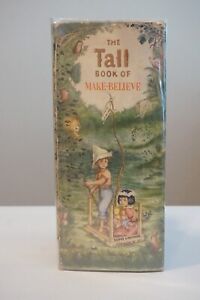 THE
Tall
BOOK OF
MAKE-BELIEVE